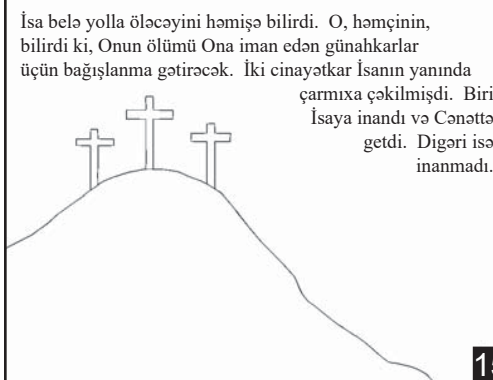 İsa belə yolla öləcəyini həmişə bilirdi. O, həmçinin,
bilirdi ki, Onun ölümü Ona iman edən günahkarlar
üçün bağışlanma gətirəcək. İki cinayətkar İsanın yanında
çarmıxa çəkilmişdi. Biri
İsaya inandı və Cənəttə
getdi. Digəri isə
inanmadı.